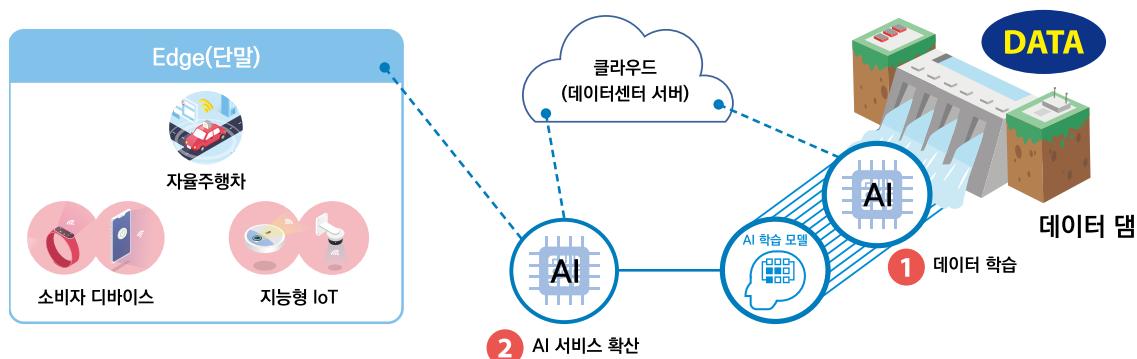 Edge(단말)
자율주행차
소비자 디바이스
지능형 IoT
클라우드
(데이터센터 서버)
DATA
데이터 댐
AI
1 데이터 학습
AI 학습 모델
AI
2 AI 서비스 확산